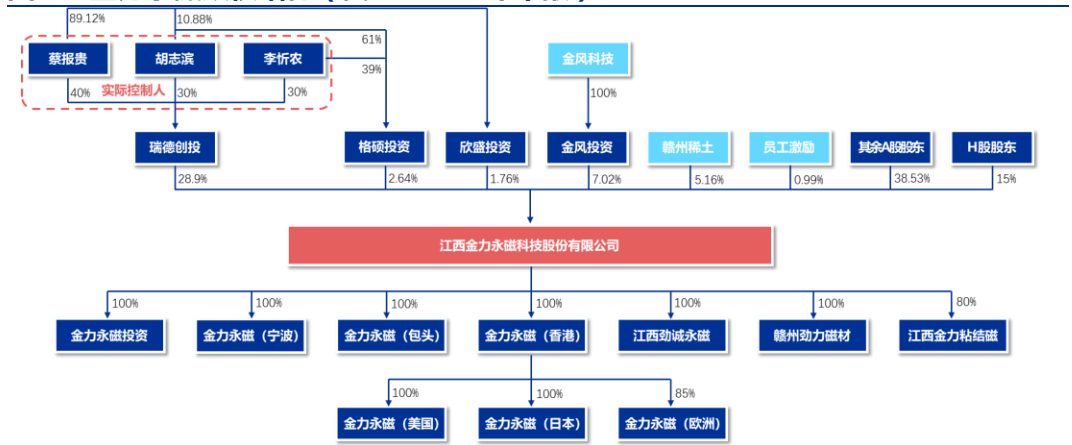 89.12%
10.88%
61%
蔡报贵
胡志滨
李忻农
金风科技
39%
40%
实际控制人
30%
30%
100%
瑞德创投
格硕投资
欣盛投资
金风投资
赣州稀土
员工激励
其余A股股东
H股股东
28.9%
2.64%
1.76%
7.02%
5.16%
0.99%
38.53%
15%
江西金力永磁科技股份有限公司
100%
100%
100%
100%
100%
100%
80%
金力永磁投资
金力永磁（宁波）
金力永磁（包头）
金力永磁（香港）
江西劲诚永磁
赣州劲力磁材
江西金力粘结磁
100%
100%
85%
金力永磁（美国）
金力永磁（日本）
金力永磁（欧洲）